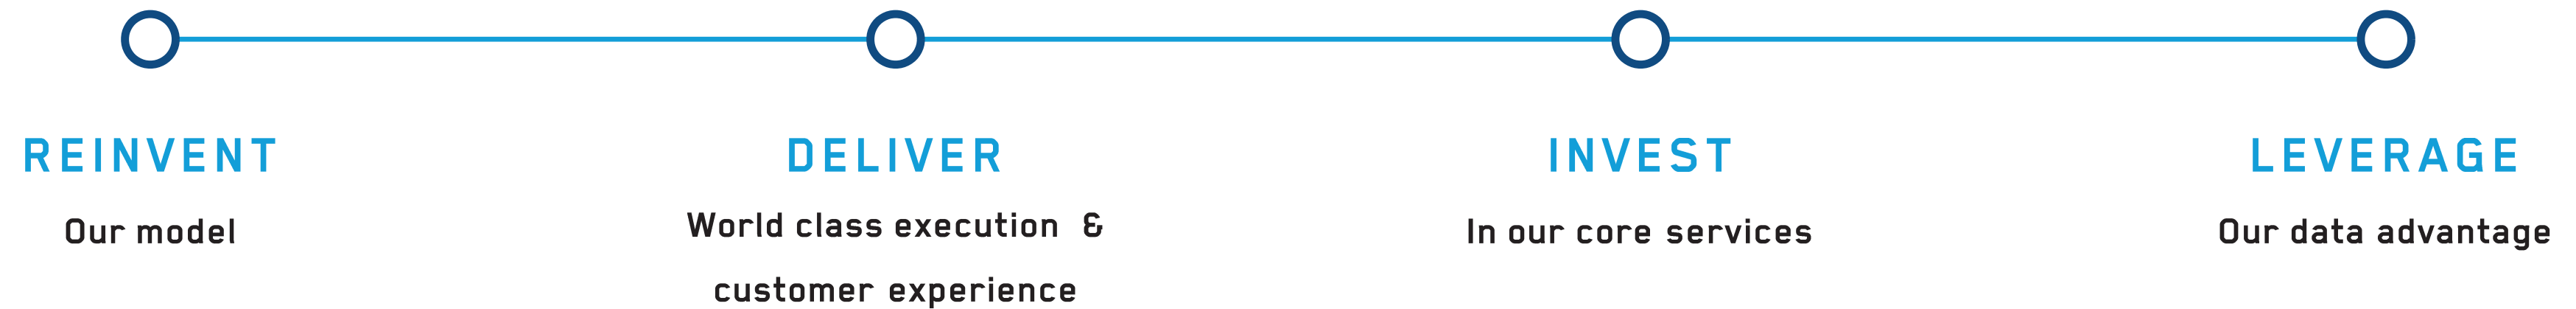 REINVENT
Our model
DELIVER
World class execution &
customer experience
INVEST
In our core services
LEVERAGE
Our data advantage